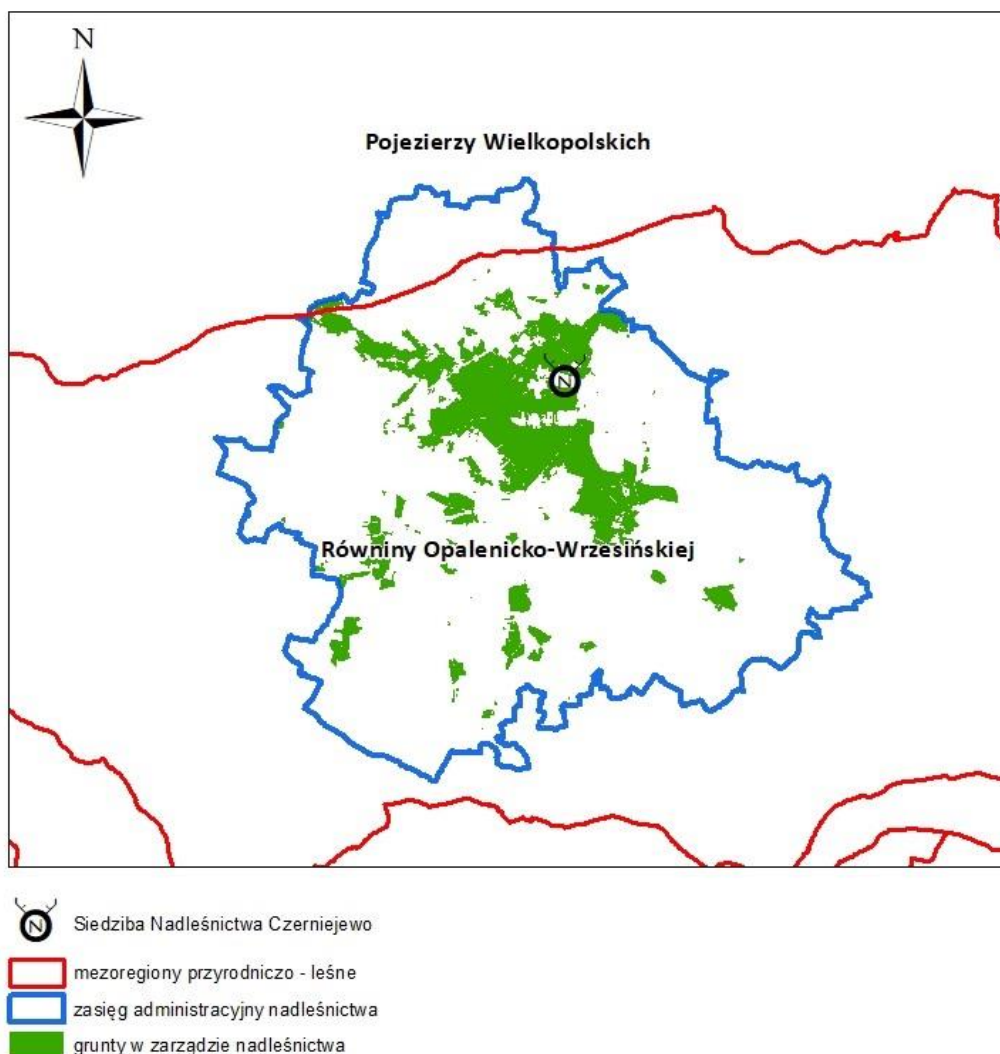 N
Pojezierzy Wielkopolskich
N
Równiny Opalenicko-Wrzesińskiej
N
Siedziba Nadleśnictwa Czerniejewo
mezoregiony przyrodniczo - leśne
zasięg administracyjny nadleśnictwa
grunty w zarządzie nadleśnictwa